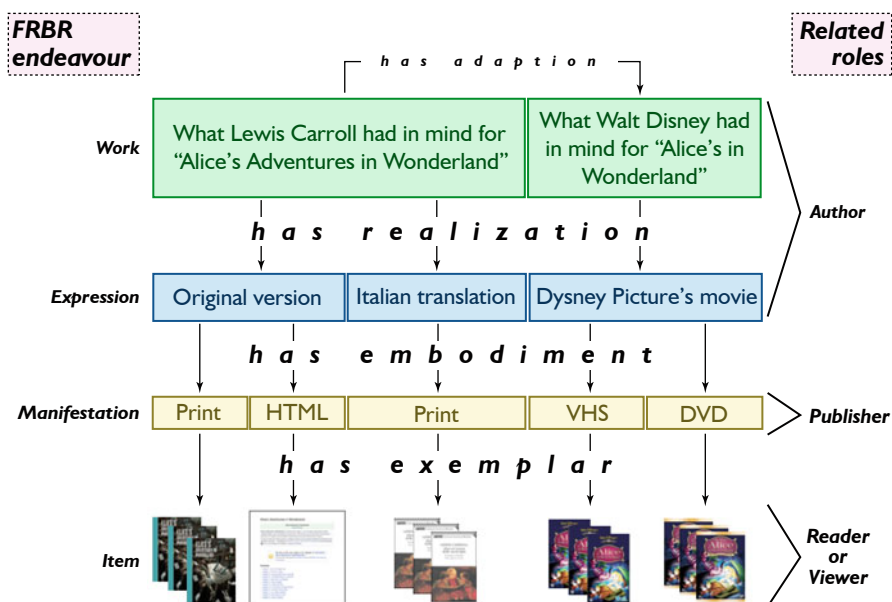 FRBR
endeavour
Related
roles
has adaption
Work
What Lewis Carroll had in mind for
“Alice’s Adventures in Wonderland”
What Walt Disney had
in mind for “Alice’s in
Wonderland”
Author
has realization
Expression
Original version
Italian translation
Dysney Picture’s movie
has embodiment
Manifestation
Print
HTML
Print
VHS
DVD
Publisher
has exemplar
Item
Alice
Alice
Reader
or
Viewer